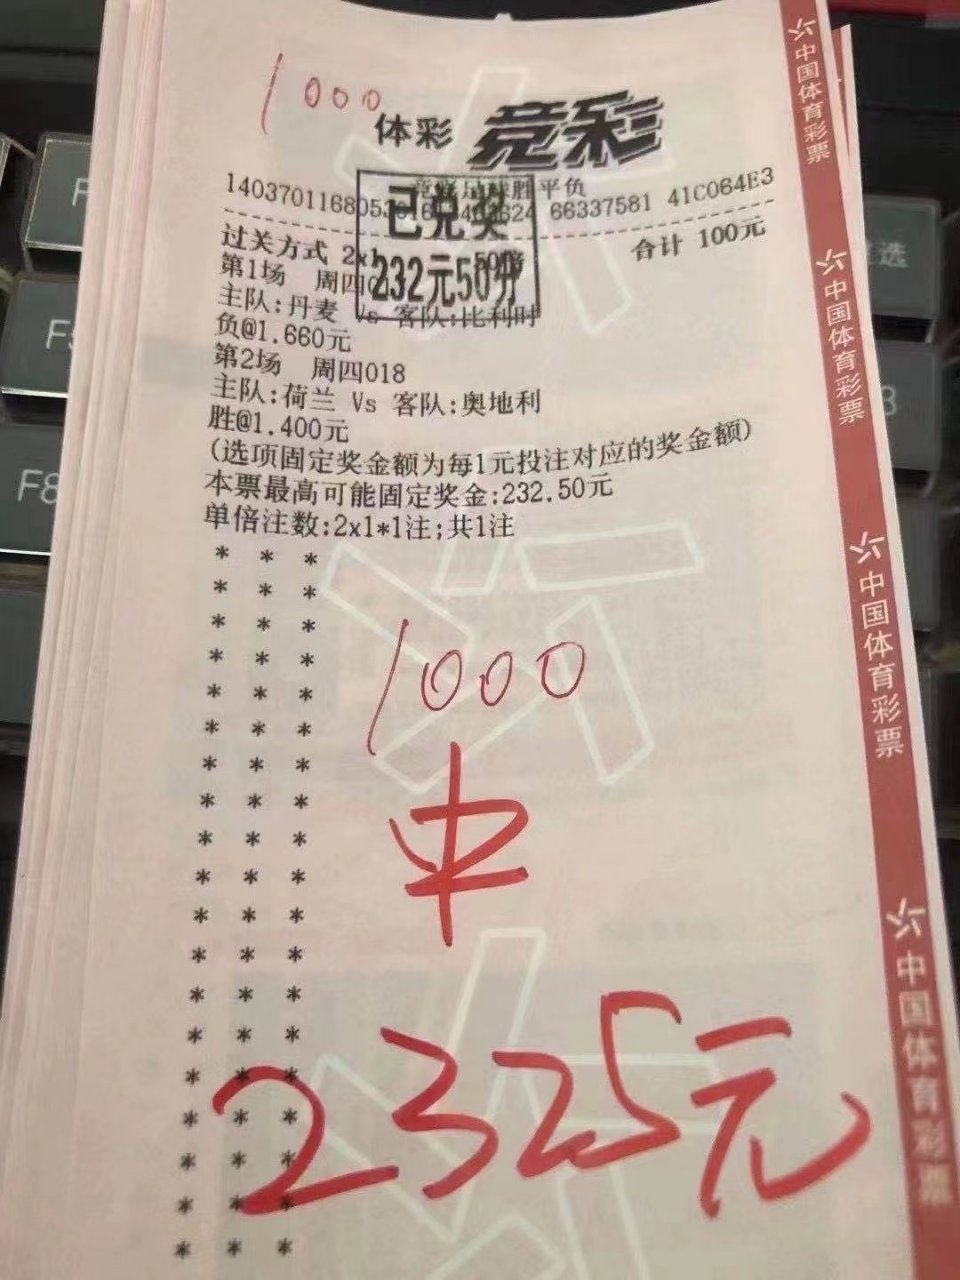 1000
体彩 竞彩
竞彩足球胜平负
66337581 41C064E3
已兑奖
232元50分
过关方式 2x1 50倍 合计 100元
第1场 周四
主队:丹麦 Vs 客队:比利时
负@1.660元
第2场 周四018
主队:荷兰 Vs 客队:奥地利
胜@1.400元
(选项固定奖金额为每1元投注对应的奖金额)
本票最高可能固定奖金:232.50元
单倍注数:2x1*1注;共1注
1000
中
2325元
中国体育彩票
中国体育彩票
中国体育彩票
中国体育彩票
F8